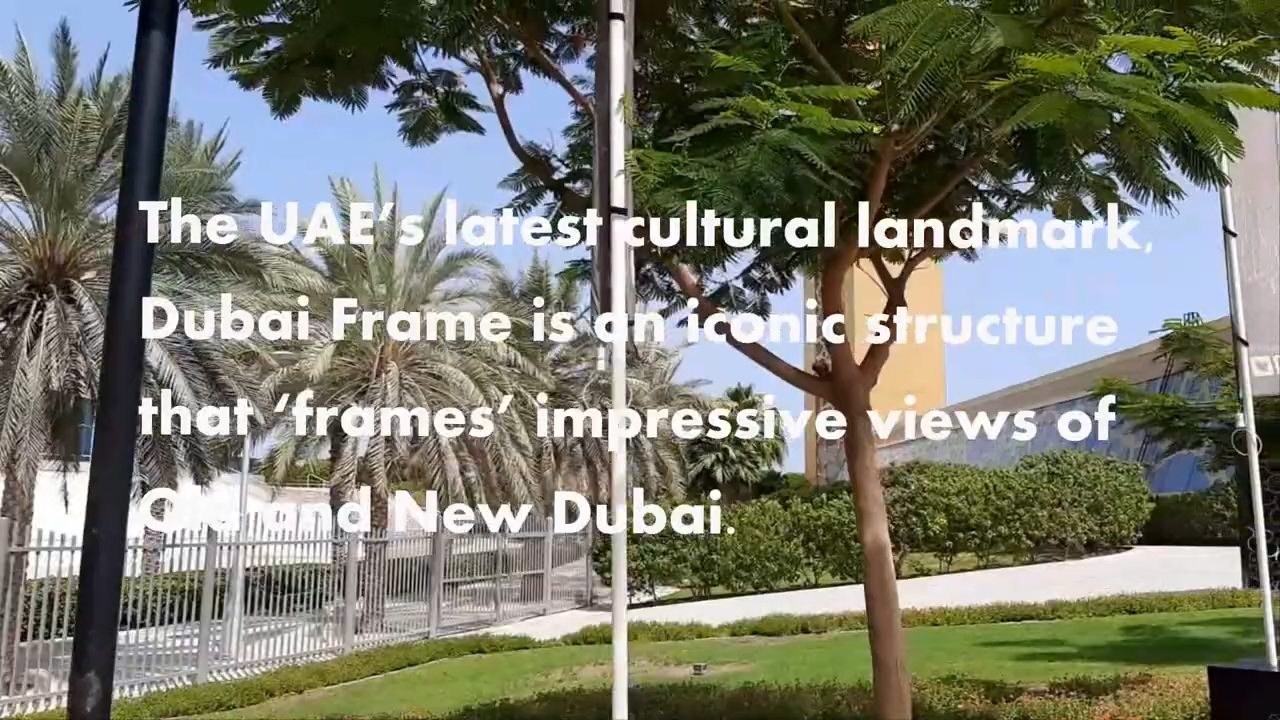 The UAE’s latest cultural landmark,
Dubai Frame is an iconic structure
that ‘frames’ impressive views of
Old and New Dubai.